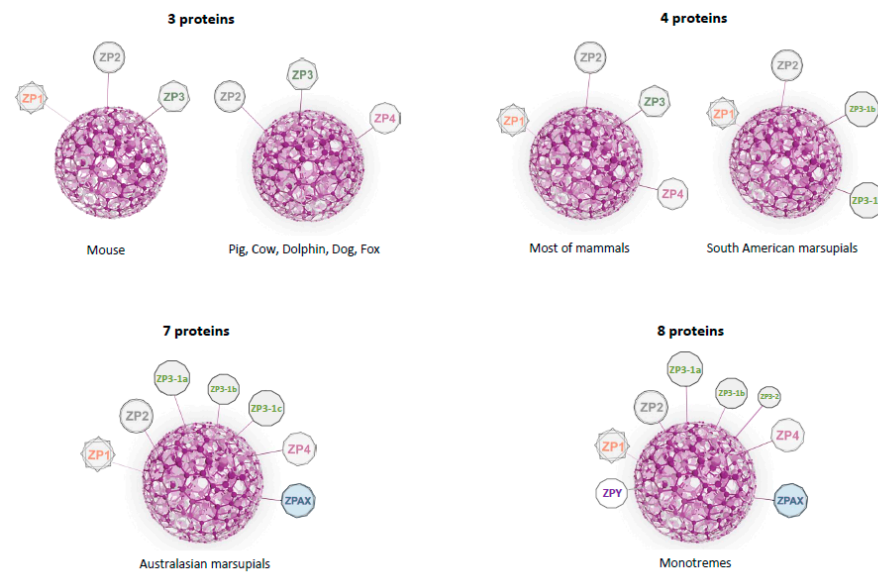 3 proteins
4 proteins
ZP2
ZP1
ZP3
ZP2
ZP3
ZP4
ZP2
ZP1
ZP3
ZP4
ZP2
ZP1
ZP3-1b
ZP3-1
Mouse
Pig, Cow, Dolphin, Dog, Fox
Most of mammals
South American marsupials
7 proteins
8 proteins
ZP3-1a
ZP3-1b
ZP2
ZP3-1c
ZP1
ZP4
ZPAX
ZP3-1a
ZP3-1b
ZP3-2
ZP2
ZP4
ZP1
ZPY
ZPAX
Australasian marsupials
Monotremes